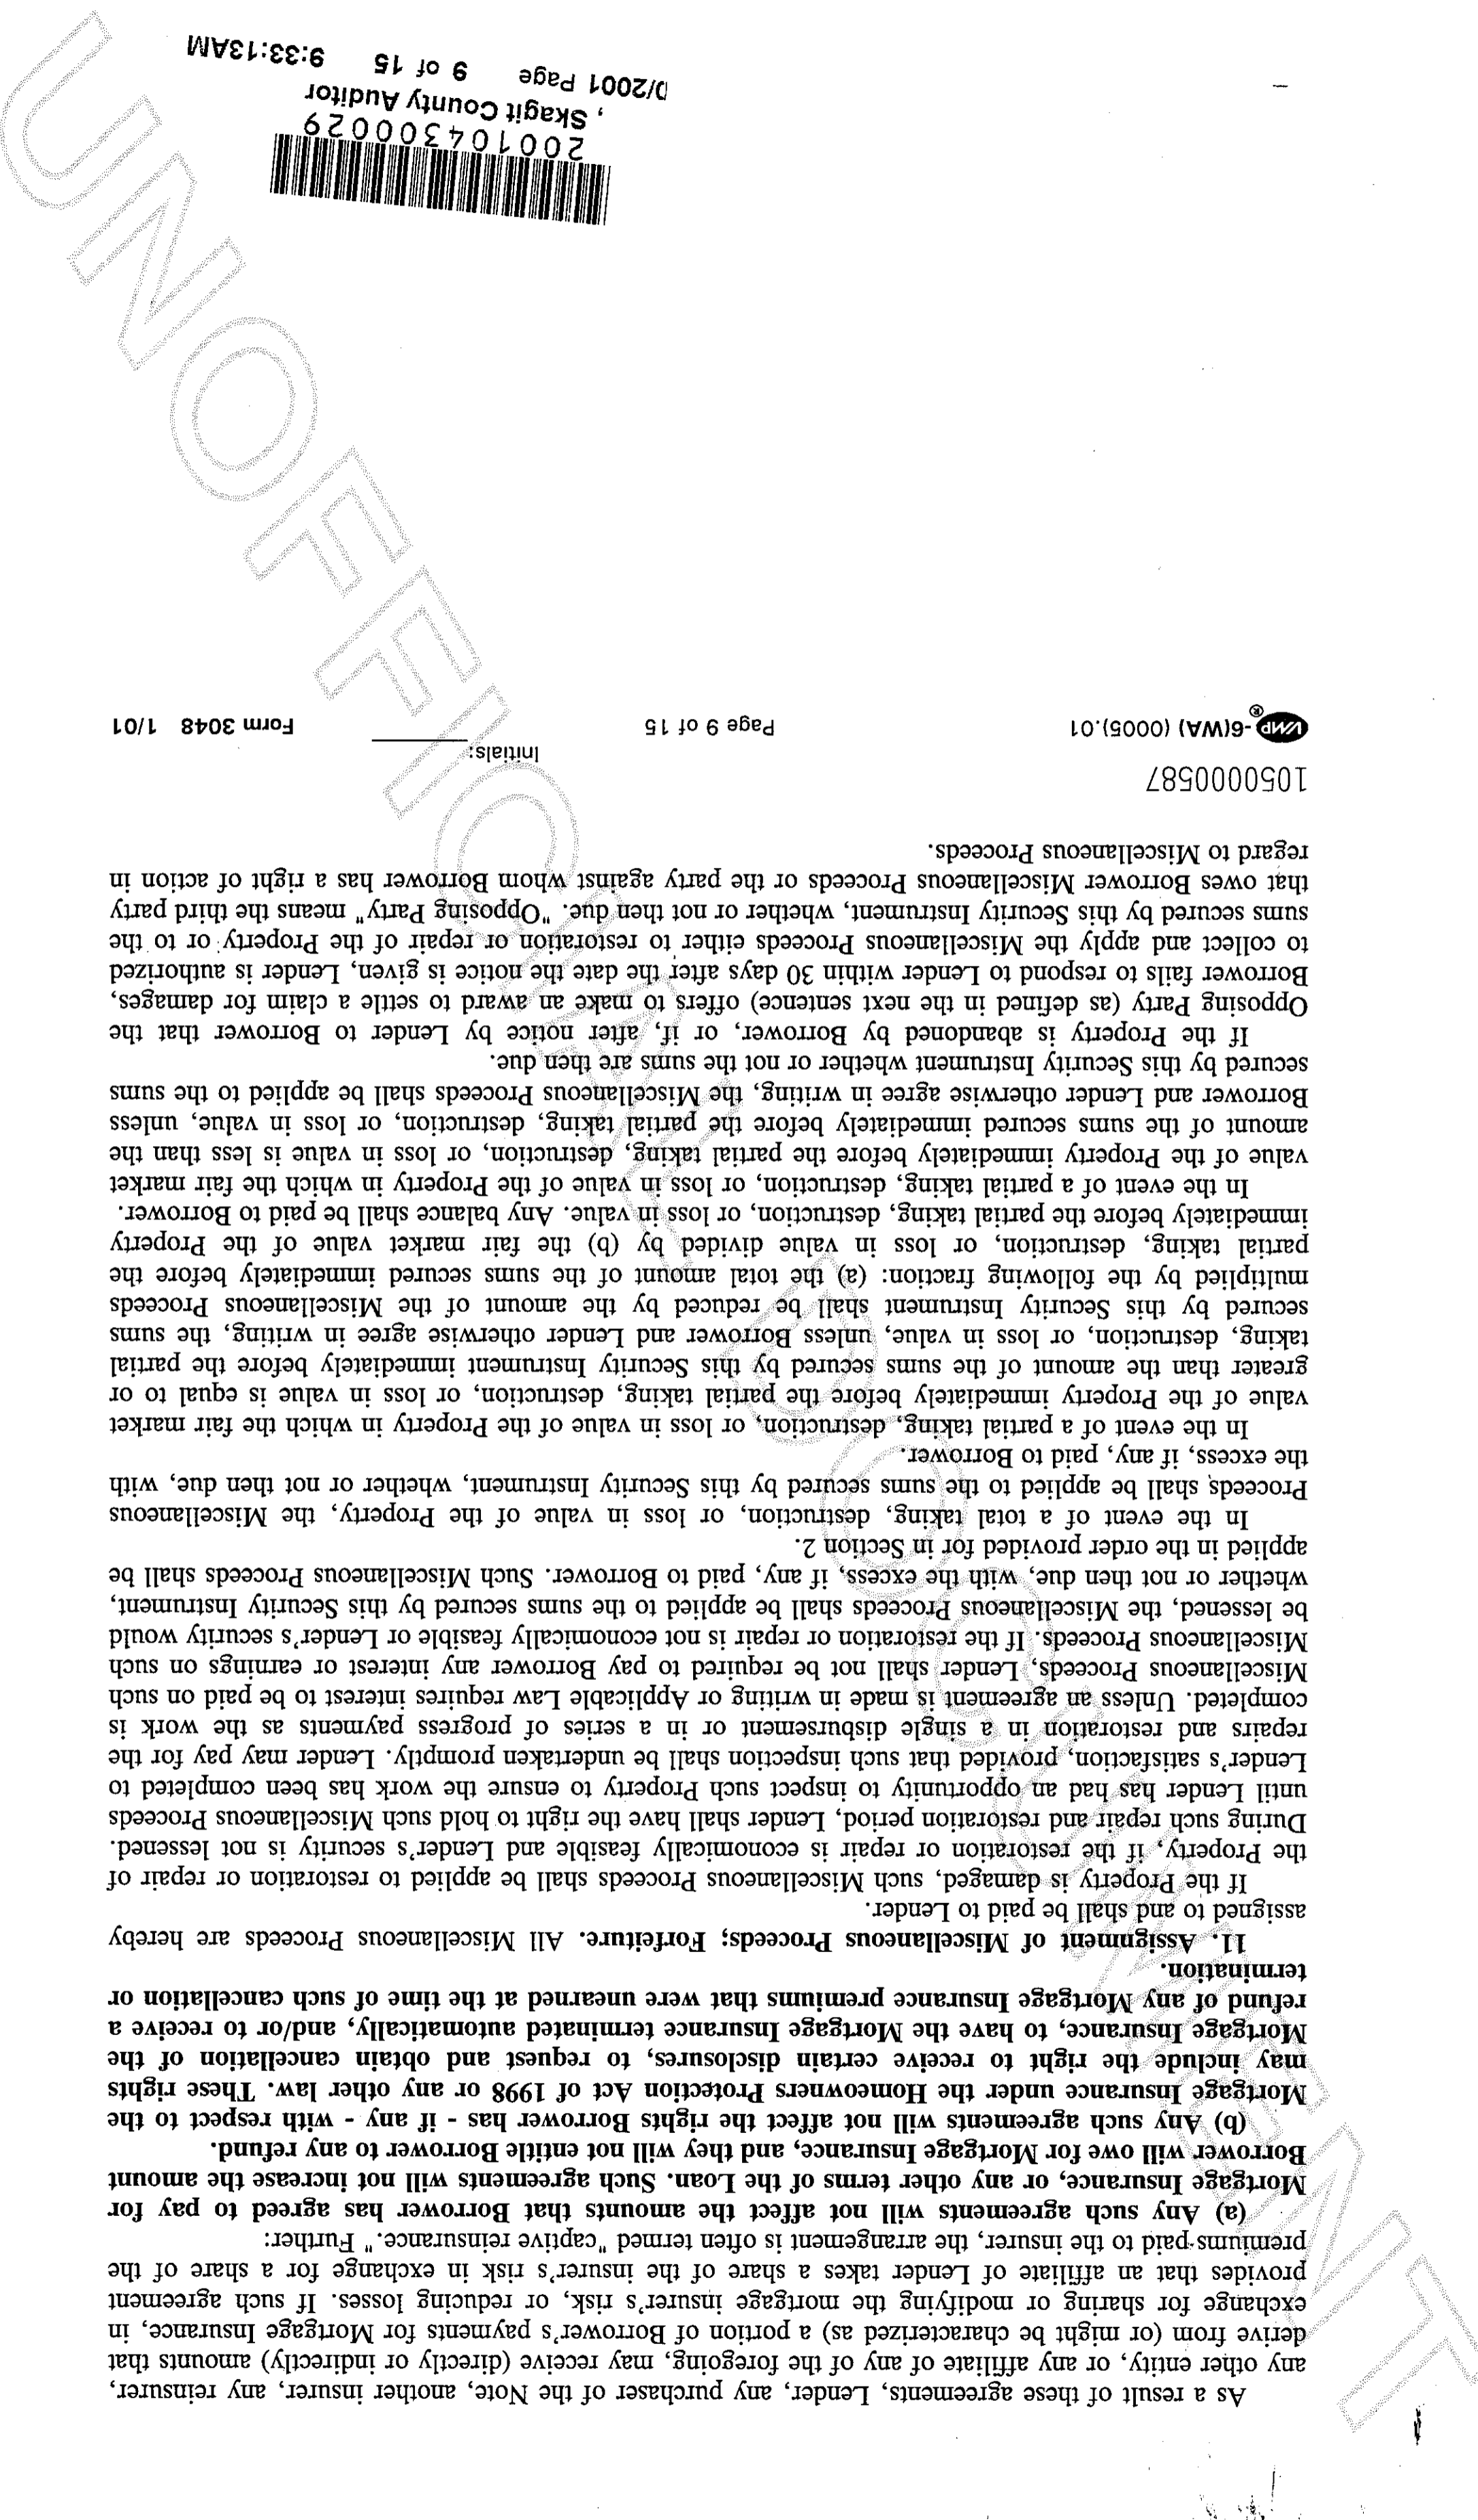 As a result of these agreements, Lender, any purchaser of the Note, another insurer, any reinsurer,
any other entity, or any affiliate of any of the foregoing, may receive (directly or indirectly) amounts that
derive from (or might be characterized as) a portion of Borrower's payments for Mortgage Insurance, in
exchange for sharing or modifying the mortgage insurer's risk, or reducing losses. If such agreement
provides that an affiliate of Lender takes a share of the insurer's risk in exchange for a share of the
premiums paid to the insurer, the arrangement is often termed "captive reinsurance." Further:
(a) Any such agreements will not affect the amounts that Borrower has agreed to pay for
Mortgage Insurance, or any other terms of the Loan. Such agreements will not increase the amount
Borrower will owe for Mortgage Insurance, and they will not entitle Borrower to any refund.
(b) Any such agreements will not affect the rights Borrower has - if any - with respect to the
Mortgage Insurance under the Homeowners Protection Act of 1998 or any other law. These rights
may include the right to receive certain disclosures, to request and obtain cancellation of the
Mortgage Insurance, to have the Mortgage Insurance terminated automatically, and/or to receive a
refund of any Mortgage Insurance premiums that were unearned at the time of such cancellation or
termination.
11. Assignment of Miscellaneous Proceeds; Forfeiture. All Miscellaneous Proceeds are hereby
assigned to and shall be paid to Lender.
If the Property is damaged, such Miscellaneous Proceeds shall be applied to restoration or repair of
the Property, if the restoration or repair is economically feasible and Lender's security is not lessened.
During such repair and restoration period, Lender shall have the right to hold such Miscellaneous Proceeds
until Lender has had an opportunity to inspect such Property to ensure the work has been completed to
Lender's satisfaction, provided that such inspection shall be undertaken promptly. Lender may pay for the
repairs and restoration in a single disbursement or in a series of progress payments as the work is
completed. Unless an agreement is made in writing or Applicable Law requires interest to be paid on such
Miscellaneous Proceeds, Lender shall not be required to pay Borrower any interest or earnings on such
Miscellaneous Proceeds. If the restoration or repair is not economically feasible or Lender's security would
be lessened, the Miscellaneous Proceeds shall be applied to the sums secured by this Security Instrument,
whether or not then due, with the excess, if any, paid to Borrower. Such Miscellaneous Proceeds shall be
applied in the order provided for in Section 2.
In the event of a total taking, destruction, or loss in value of the Property, the Miscellaneous
Proceeds shall be applied to the sums secured by this Security Instrument, whether or not then due, with
the excess, if any, paid to Borrower.
In the event of a partial taking, destruction, or loss in value of the Property in which the fair market
value of the Property immediately before the partial taking, destruction, or loss in value is equal to or
greater than the amount of the sums secured by this Security Instrument immediately before the partial
taking, destruction, or loss in value, unless Borrower and Lender otherwise agree in writing, the sums
secured by this Security Instrument shall be reduced by the amount of the Miscellaneous Proceeds
multiplied by the following fraction: (a) the total amount of the sums secured immediately before the
partial taking, destruction, or loss in value divided by (b) the fair market value of the Property
immediately before the partial taking, destruction, or loss in value. Any balance shall be paid to Borrower.
In the event of a partial taking, destruction, or loss in value of the Property in which the fair market
value of the Property immediately before the partial taking, destruction, or loss in value is less than the
amount of the sums secured immediately before the partial taking, destruction, or loss in value, unless
Borrower and Lender otherwise agree in writing, the Miscellaneous Proceeds shall be applied to the sums
secured by this Security Instrument whether or not the sums are then due.
If the Property is abandoned by Borrower, or if, after notice by Lender to Borrower that the
Opposing Party (as defined in the next sentence) offers to make an award to settle a claim for damages,
Borrower fails to respond to Lender within 30 days after the date the notice is given, Lender is authorized
to collect and apply the Miscellaneous Proceeds either to restoration or repair of the Property or to the
sums secured by this Security Instrument, whether or not then due. "Opposing Party" means the third party
that owes Borrower Miscellaneous Proceeds or the party against whom Borrower has a right of action in
regard to Miscellaneous Proceeds.
1050000587
Initials:
VMP®-6(WA) (0005).01 Page 9 of 15 Form 3048 1/01
200104300029
, Skagit County Auditor
0/2001 Page 9 of 15 9:33:13AM
UNOFFICIAL DOCUMENT